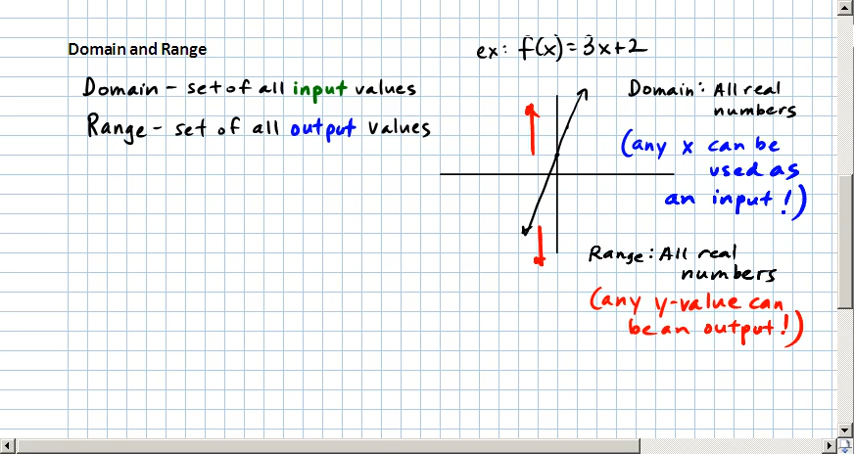 Domain and Range
Domain - set of all input values
Range - set of all output values
ex: f(x) = 3x+2
Domain: All real
numbers
(any x can be
used as
an input!)
Range: All real
numbers
(any y-value can
be an output!)